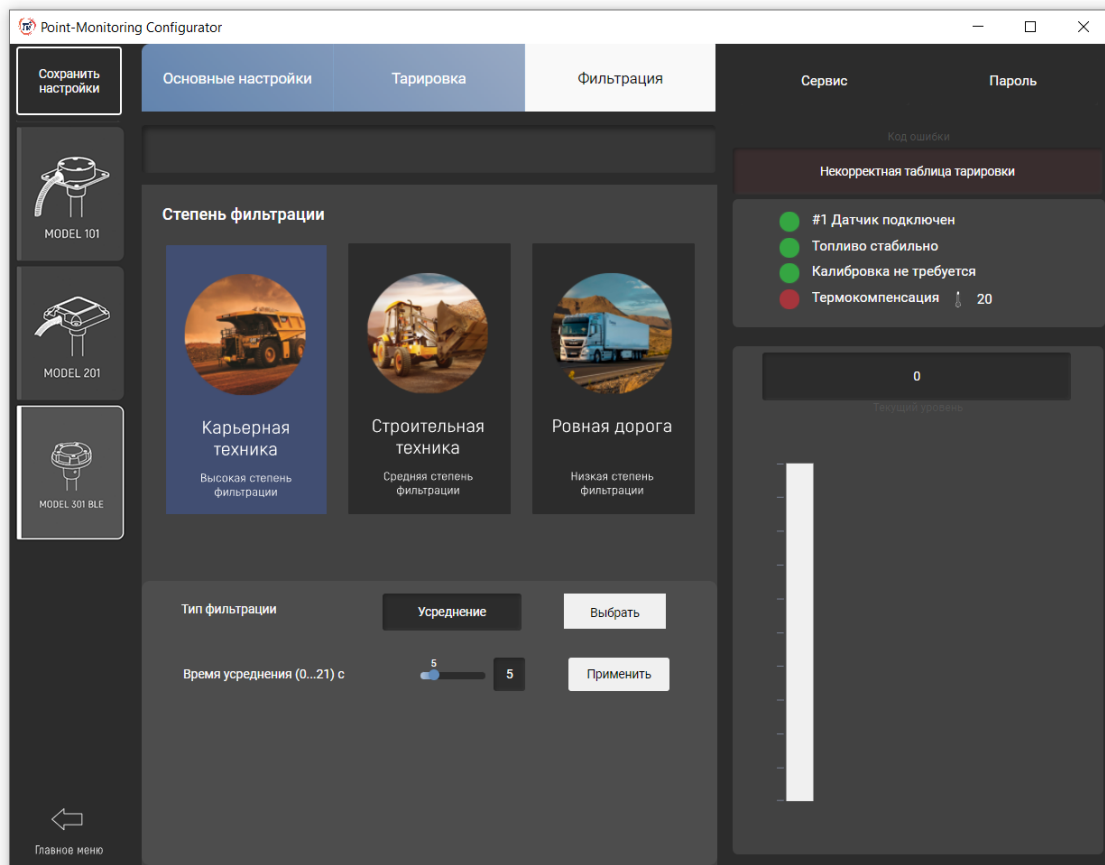 Point-Monitoring Configurator
Сохранить
настройки
Основные настройки
Тарировка
Фильтрация
Сервис
Пароль
MODEL 101
MODEL 201
MODEL 301 BLE
Главное меню
Степень фильтрации
Карьерная
техника
Высокая степень
фильтрации
Строительная
техника
Средняя степень
фильтрации
Ровная дорога
Низкая степень
фильтрации
Тип фильтрации
Усреднение
Выбрать
Время усреднения (0...21) с
5
5
Применить
Код ошибки
Некорректная таблица тарировки
#1 Датчик подключен
Топливо стабильно
Калибровка не требуется
Термокомпенсация 20
0
Текущий уровень